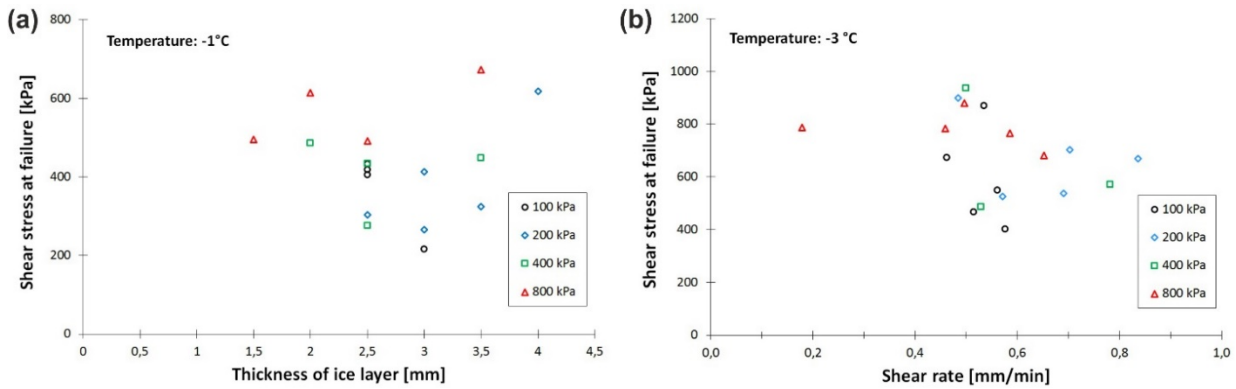 (a)
Temperature: -1°C
Shear stress at failure [kPa]
800
600
400
200
0
0 0,5 1 1,5 2 2,5 3 3,5 4 4,5
Thickness of ice layer [mm]
100 kPa
200 kPa
400 kPa
800 kPa
(b)
Temperature: -3 °C
Shear stress at failure [kPa]
1200
1000
800
600
400
200
0
0,0 0,2 0,4 0,6 0,8 1,0
Shear rate [mm/min]
100 kPa
200 kPa
400 kPa
800 kPa